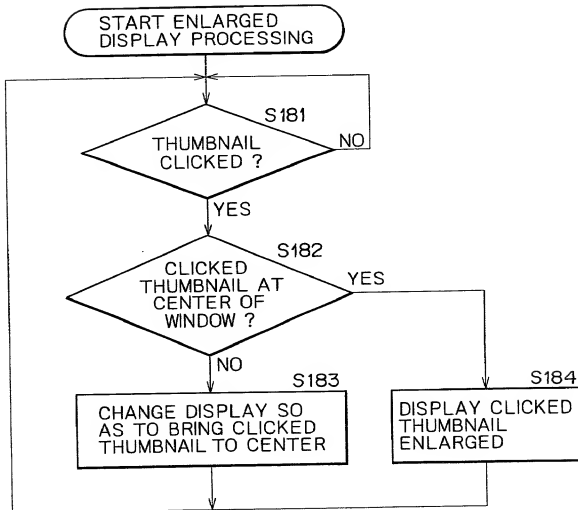 START ENLARGED
DISPLAY PROCESSING
S181
THUMBNAIL
CLICKED ?
NO
YES
S182
CLICKED
THUMBNAIL AT
CENTER OF
WINDOW ?
YES
NO
S183
CHANGE DISPLAY SO
AS TO BRING CLICKED
THUMBNAIL TO CENTER
S184
DISPLAY CLICKED
THUMBNAIL
ENLARGED